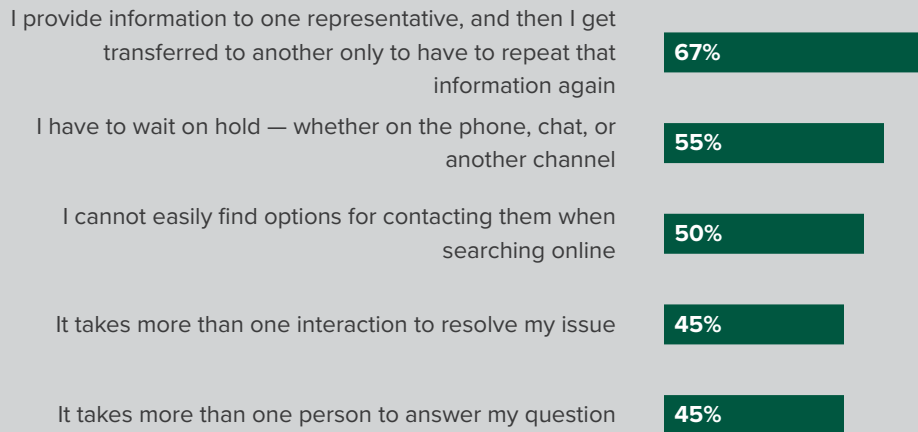 I provide information to one representative, and then I get
transferred to another only to have to repeat that
information again
67%
I have to wait on hold — whether on the phone, chat, or
another channel
55%
I cannot easily find options for contacting them when
searching online
50%
It takes more than one interaction to resolve my issue
45%
It takes more than one person to answer my question
45%